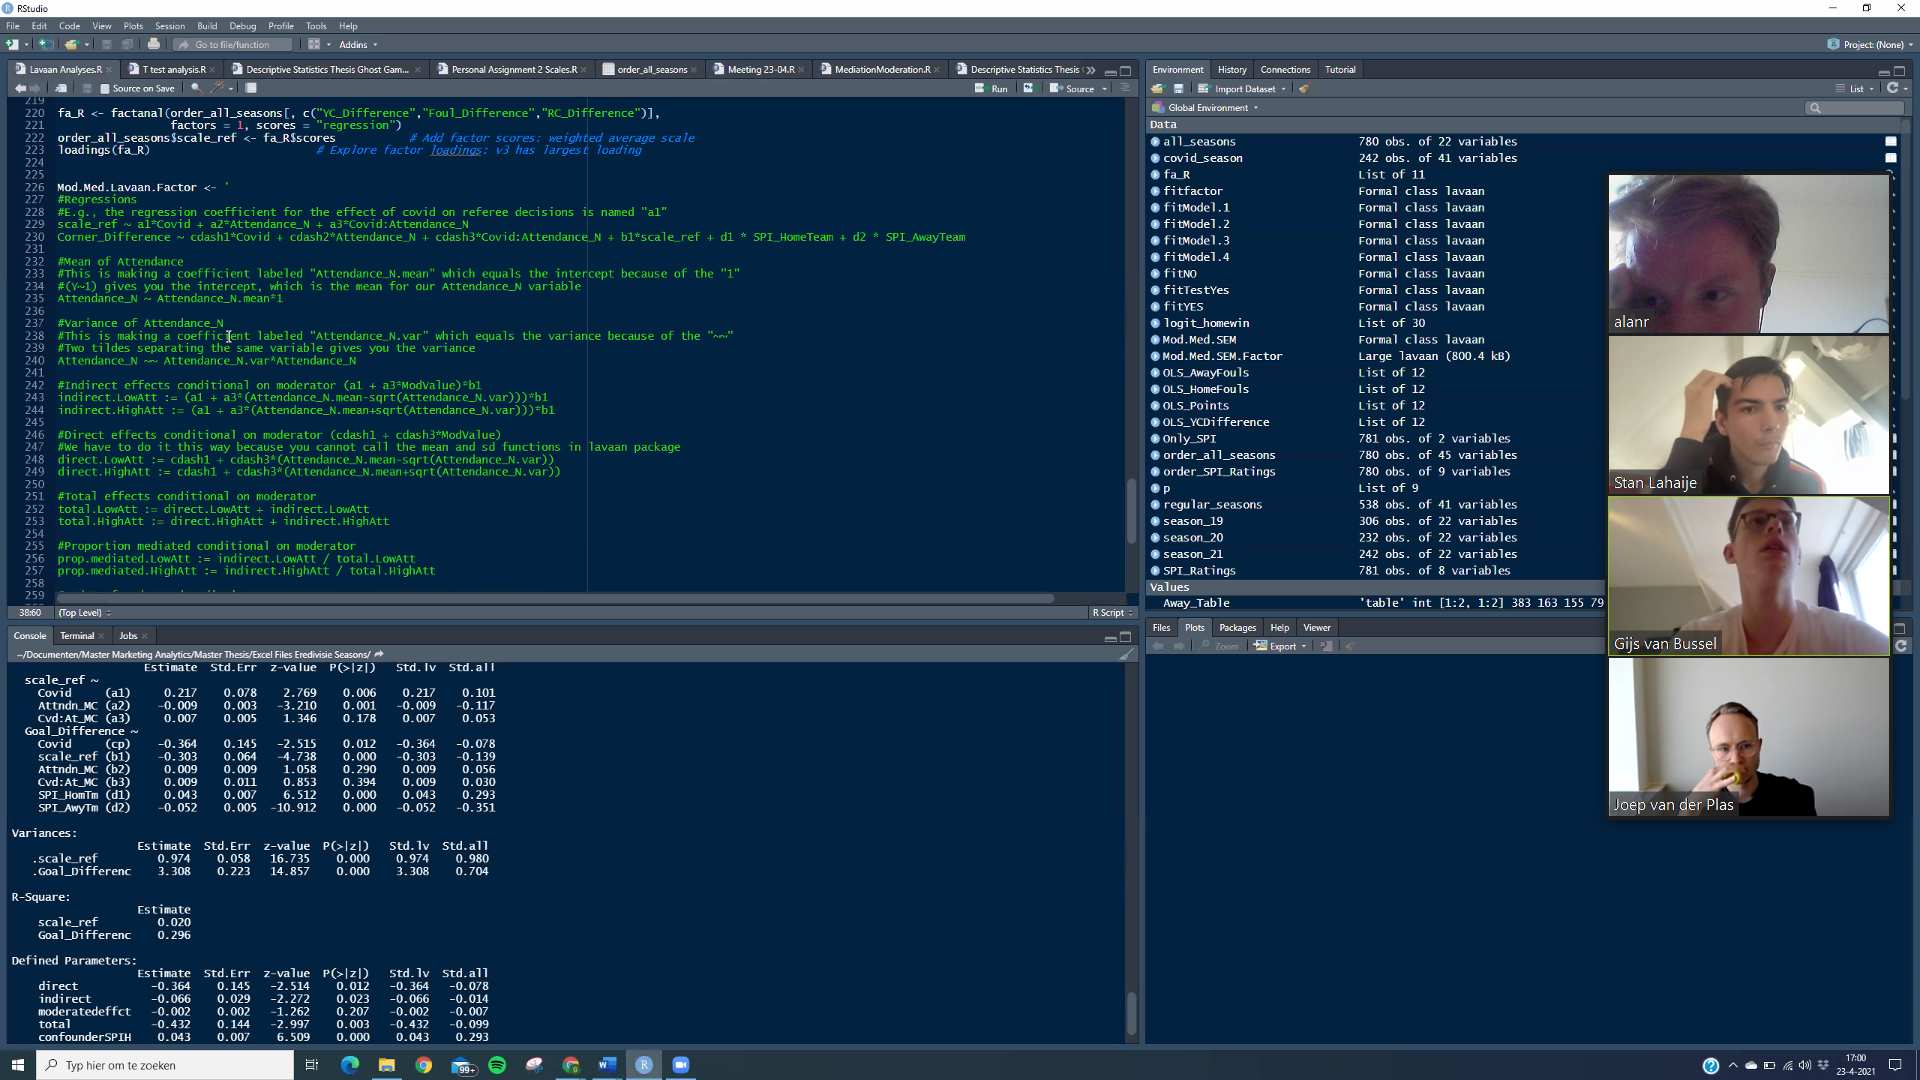 RStudio
File Edit Code View Plots Session Build Debug Profile Tools Help
Go to file/function Addins Project: (None)
Lavaan Analyses.R T test analysis.R Descriptive Statistics Thesis Ghost Gam... Personal Assignment 2 Scales.R order_all_seasons Meeting 23-04.R MediationModeration.R Descriptive Statistics Thesis
Source on Save Run Source
219
220 fa_R <- factanal(order_all_seasons[, c("YC_Difference","Foul_Difference","RC_Difference")],
221 factors = 1, scores = "regression")
222 order_all_seasons$scale_ref <- fa_R$scores # Add factor scores: weighted average scale
223 loadings(fa_R) # Explore factor loadings: v3 has largest loading
224
225
226 Mod.Med.Lavaan.Factor <- '
227 #Regressions
228 #E.g., the regression coefficient for the effect of covid on referee decisions is named "a1"
229 scale_ref ~ a1*Covid + a2*Attendance_N + a3*Covid:Attendance_N
230 Corner_Difference ~ cdash1*Covid + cdash2*Attendance_N + cdash3*Covid:Attendance_N + b1*scale_ref + d1 * SPI_HomeTeam + d2 * SPI_AwayTeam
231
232 #Mean of Attendance
233 #This is making a coefficient labeled "Attendance_N.mean" which equals the intercept because of the "1"
234 #(Y~1) gives you the intercept, which is the mean for our Attendance_N variable
235 Attendance_N ~ Attendance_N.mean*1
236
237 #Variance of Attendance_N
238 #This is making a coefficient labeled "Attendance_N.var" which equals the variance because of the "~~"
239 #Two tildes separating the same variable gives you the variance
240 Attendance_N ~~ Attendance_N.var*Attendance_N
241
242 #Indirect effects conditional on moderator (a1 + a3*ModValue)*b1
243 indirect.LowAtt := (a1 + a3*(Attendance_N.mean-sqrt(Attendance_N.var)))*b1
244 indirect.HighAtt := (a1 + a3*(Attendance_N.mean+sqrt(Attendance_N.var)))*b1
245
246 #Direct effects conditional on moderator (cdash1 + cdash3*ModValue)
247 #We have to do it this way because you cannot call the mean and sd functions in lavaan package
248 direct.LowAtt := cdash1 + cdash3*(Attendance_N.mean-sqrt(Attendance_N.var))
249 direct.HighAtt := cdash1 + cdash3*(Attendance_N.mean+sqrt(Attendance_N.var))
250
251 #Total effects conditional on moderator
252 total.LowAtt := direct.LowAtt + indirect.LowAtt
253 total.HighAtt := direct.HighAtt + indirect.HighAtt
254
255 #Proportion mediated conditional on moderator
256 prop.mediated.LowAtt := indirect.LowAtt / total.LowAtt
257 prop.mediated.HighAtt := indirect.HighAtt / total.HighAtt
258
259
38:60 (Top Level) R Script
Console Terminal Jobs
~/Documenten/Master Marketing Analytics/Master Thesis/Excel Files Eredivisie Seasons/
Estimate Std.Err z-value P(>|z|) Std.lv Std.all
scale_ref ~
Covid (a1) 0.217 0.078 2.769 0.006 0.217 0.101
Attndn_MC (a2) -0.009 0.003 -3.210 0.001 -0.009 -0.117
Cvd:At_MC (a3) 0.007 0.005 1.346 0.178 0.007 0.053
Goal_Difference ~
Covid (cp) -0.364 0.145 -2.515 0.012 -0.364 -0.078
scale_ref (b1) -0.303 0.064 -4.738 0.000 -0.303 -0.139
Attndn_MC (b2) 0.009 0.009 1.058 0.290 0.009 0.056
Cvd:At_MC (b3) 0.009 0.011 0.853 0.394 0.009 0.030
SPI_HomTm (d1) 0.043 0.007 6.512 0.000 0.043 0.293
SPI_AwyTm (d2) -0.052 0.005 -10.912 0.000 -0.052 -0.351
Variances:
Estimate Std.Err z-value P(>|z|) Std.lv Std.all
.scale_ref 0.974 0.058 16.735 0.000 0.974 0.980
.Goal_Differenc 3.308 0.223 14.857 0.000 3.308 0.704
R-Square:
Estimate
scale_ref 0.020
Goal_Differenc 0.296
Defined Parameters:
Estimate Std.Err z-value P(>|z|) Std.lv Std.all
direct -0.364 0.145 -2.514 0.012 -0.364 -0.078
indirect -0.066 0.029 -2.272 0.023 -0.066 -0.014
moderatedeffct -0.002 0.002 -1.262 0.207 -0.002 -0.007
total -0.432 0.144 -2.997 0.003 -0.432 -0.099
confounderSPIH 0.043 0.007 6.509 0.000 0.043 0.293
Environment History Connections Tutorial
Import Dataset List
Global Environment
Data
all_seasons 780 obs. of 22 variables
covid_season 242 obs. of 41 variables
fa_R List of 11
fitfactor Formal class lavaan
fitModel.1 Formal class lavaan
fitModel.2 Formal class lavaan
fitModel.3 Formal class lavaan
fitModel.4 Formal class lavaan
fitNO Formal class lavaan
fitTestYes Formal class lavaan
fitYES Formal class lavaan
logit_homewin List of 30
Mod.Med.SEM Formal class lavaan
Mod.Med.SEM.Factor Large lavaan (800.4 kB)
OLS_AwayFouls List of 12
OLS_HomeFouls List of 12
OLS_Points List of 12
OLS_YCDifference List of 12
Only_SPI 781 obs. of 2 variables
order_all_seasons 780 obs. of 45 variables
order_SPI_Ratings 780 obs. of 9 variables
p List of 9
regular_seasons 538 obs. of 41 variables
season_19 306 obs. of 22 variables
season_20 232 obs. of 22 variables
season_21 242 obs. of 22 variables
SPI_Ratings 781 obs. of 8 variables
Values
Away_Table 'table' int [1:2, 1:2] 383 163 155 79
Files Plots Packages Help Viewer
Zoom Export
alanr
Stan Lahaije
Gijs van Bussel
Joep van der Plas
Typ hier om te zoeken
99+
17:00
23-4-2021